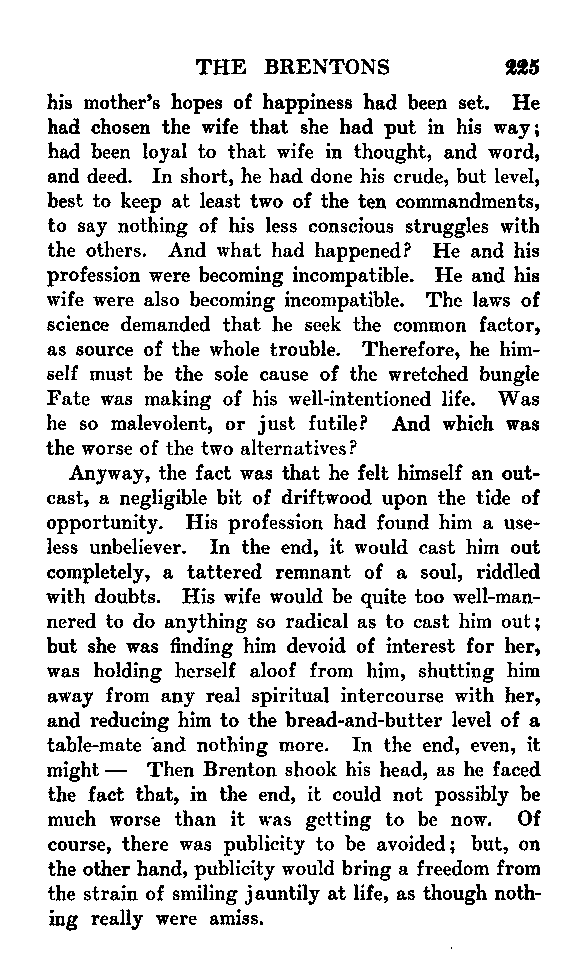 THE BRENTONS 225
his mother's hopes of happiness had been set. He
had chosen the wife that she had put in his way;
had been loyal to that wife in thought, and word,
and deed. In short, he had done his crude, but level,
best to keep at least two of the ten commandments,
to say nothing of his less conscious struggles with
the others. And what had happened? He and his
profession were becoming incompatible. He and his
wife were also becoming incompatible. The laws of
science demanded that he seek the common factor,
as source of the whole trouble. Therefore, he him-
self must be the sole cause of the wretched bungle
Fate was making of his well-intentioned life. Was
he so malevolent, or just futile? And which was
the worse of the two alternatives?
Anyway, the fact was that he felt himself an out-
cast, a negligible bit of driftwood upon the tide of
opportunity. His profession had found him a use-
less unbeliever. In the end, it would cast him out
completely, a tattered remnant of a soul, riddled
with doubts. His wife would be quite too well-man-
nered to do anything so radical as to cast him out;
but she was finding him devoid of interest for her,
was holding herself aloof from him, shutting him
away from any real spiritual intercourse with her,
and reducing him to the bread-and-butter level of a
table-mate and nothing more. In the end, even, it
might — Then Brenton shook his head, as he faced
the fact that, in the end, it could not possibly be
much worse than it was getting to be now. Of
course, there was publicity to be avoided; but, on
the other hand, publicity would bring a freedom from
the strain of smiling jauntily at life, as though noth-
ing really were amiss.